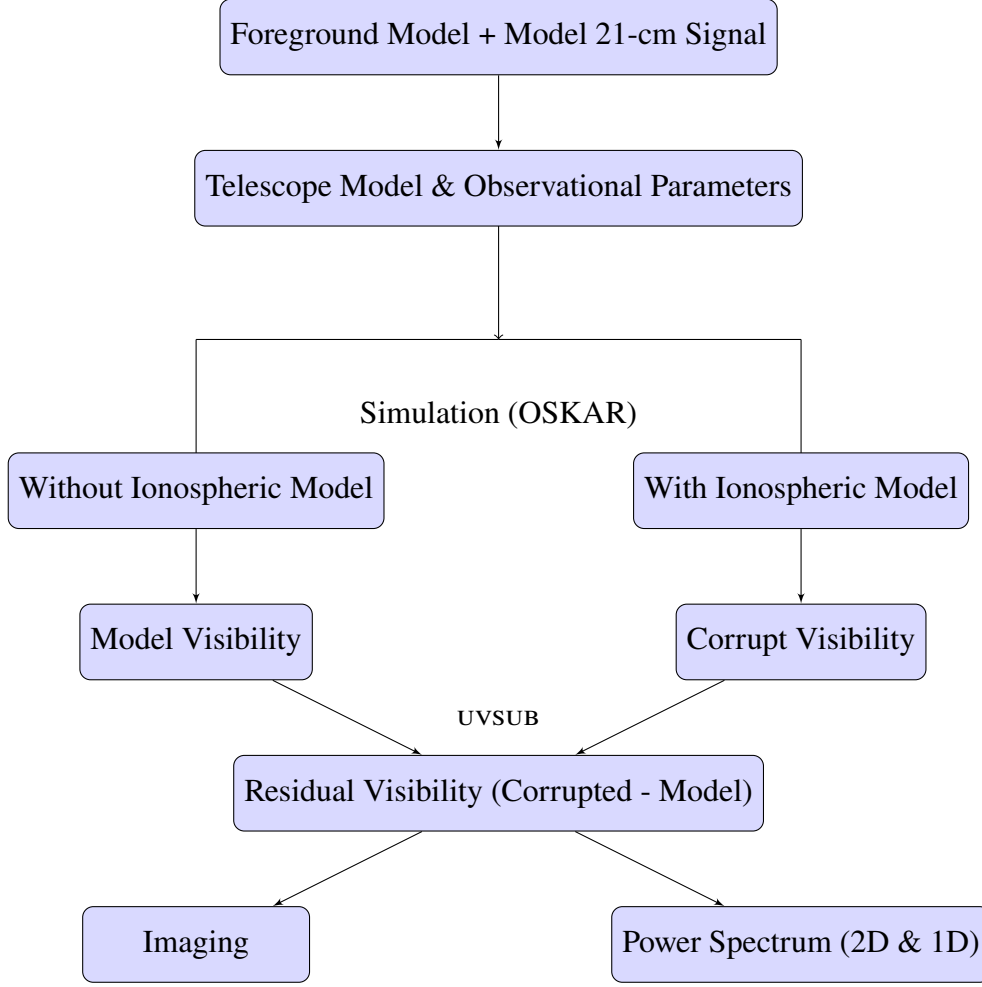 Foreground Model + Model 21-cm Signal
Telescope Model & Observational Parameters
Simulation (OSKAR)
Without Ionospheric Model
With Ionospheric Model
Model Visibility
Corrupt Visibility
UVSUB
Residual Visibility (Corrupted - Model)
Imaging
Power Spectrum (2D & 1D)